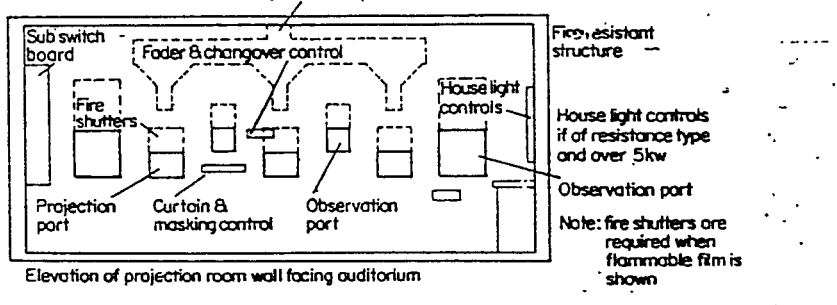 Sub switch
board
Fader & changover control
Fire resistant
structure
Fire
shutters
House light
controls
House light controls
if of resistance type
and over 5kw
Projection
port
Curtain &
masking control
Observation
port
Observation port
Note: fire shutters are
required when
flammable film is
shown
Elevation of projection room wall facing auditorium